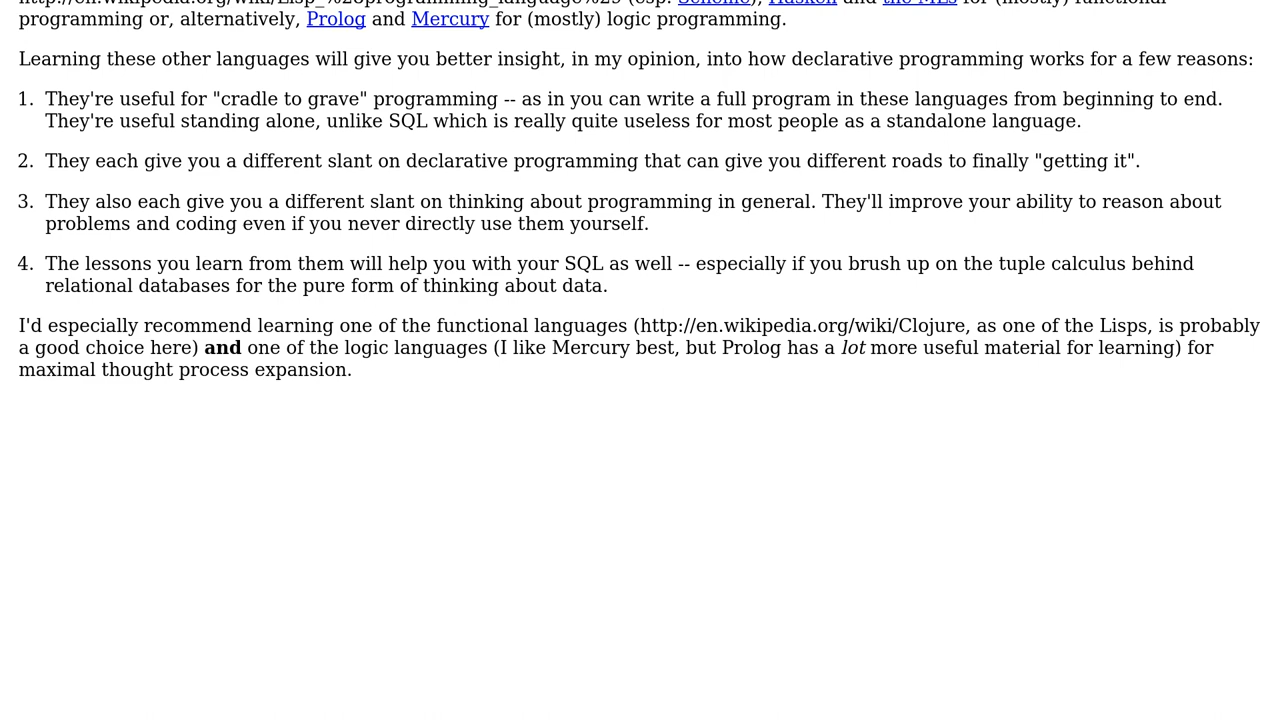 programming or, alternatively, Prolog and Mercury for (mostly) logic programming.
Learning these other languages will give you better insight, in my opinion, into how declarative programming works for a few reasons:
1. They're useful for "cradle to grave" programming -- as in you can write a full program in these languages from beginning to end.
They're useful standing alone, unlike SQL which is really quite useless for most people as a standalone language.
2. They each give you a different slant on declarative programming that can give you different roads to finally "getting it".
3. They also each give you a different slant on thinking about programming in general. They'll improve your ability to reason about
problems and coding even if you never directly use them yourself.
4. The lessons you learn from them will help you with your SQL as well -- especially if you brush up on the tuple calculus behind
relational databases for the pure form of thinking about data.
I'd especially recommend learning one of the functional languages (http://en.wikipedia.org/wiki/Clojure, as one of the Lisps, is probably
a good choice here) and one of the logic languages (I like Mercury best, but Prolog has a lot more useful material for learning) for
maximal thought process expansion.